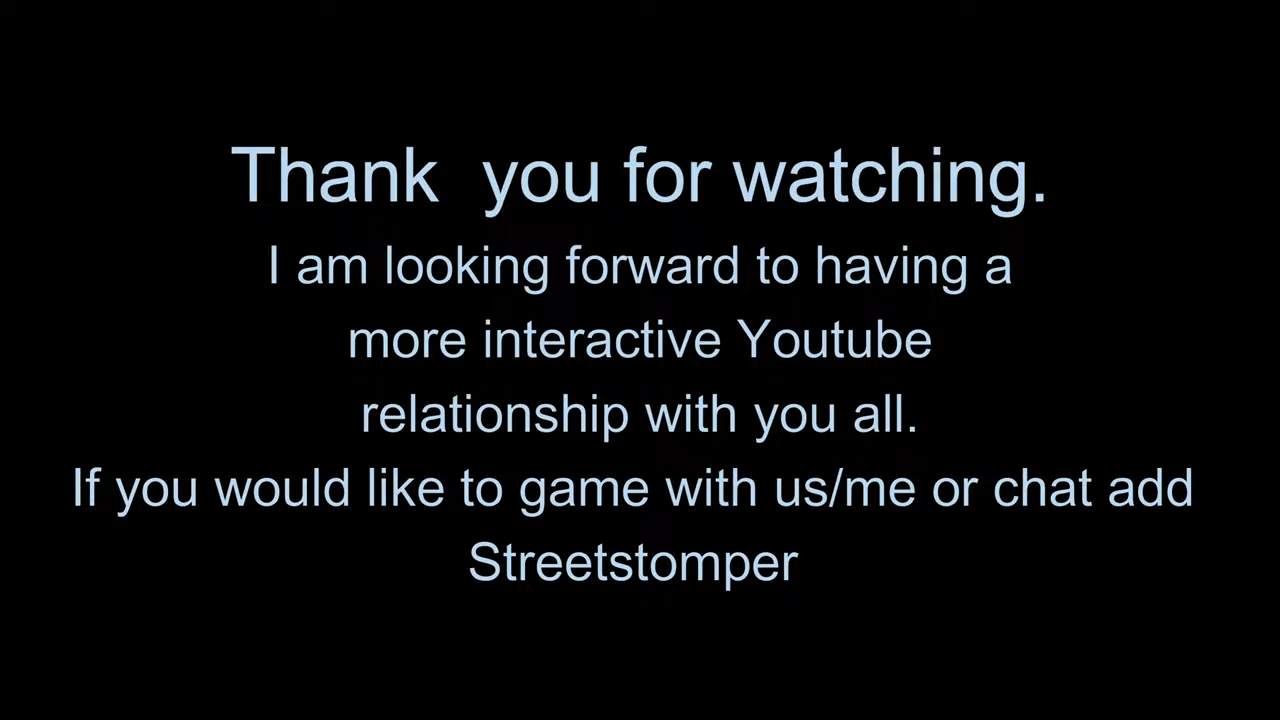 Thank  you for watching.
I am looking forward to having a
more interactive Youtube
relationship with you all.
If you would like to game with us/me or chat add
Streetstomper